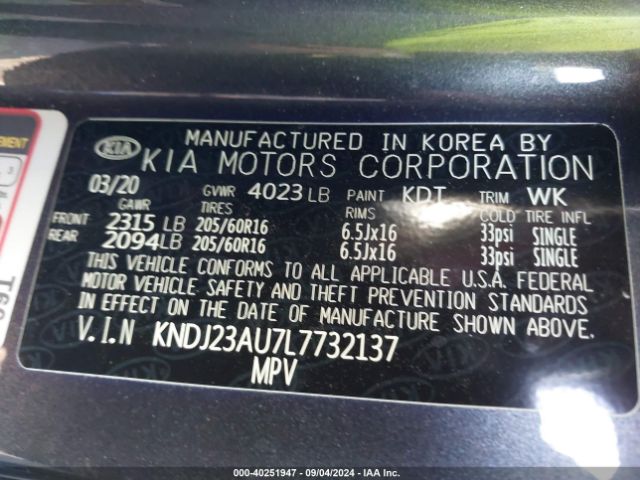 EMENT
KIA
MANUFACTURED IN KOREA BY
KIA MOTORS CORPORATION
03/20 GVWR 4023 LB PAINT KDT TRIM WK
GAWR TIRES RIMS COLD TIRE INFL
FRONT 2315 LB 205/60R16 6.5Jx16 33psi SINGLE
REAR 2094 LB 205/60R16 6.5Jx16 33psi SINGLE
THIS VEHICLE CONFORMS TO ALL APPLICABLE U.S.A. FEDERAL
MOTOR VEHICLE SAFETY AND THEFT PREVENTION STANDARDS
IN EFFECT ON THE DATE OF MANUFACTURE SHOWN ABOVE.
V.I.N KNDJ23AU7L7732137
MPV
000-40251947 - 09/04/2024 - IAA Inc.